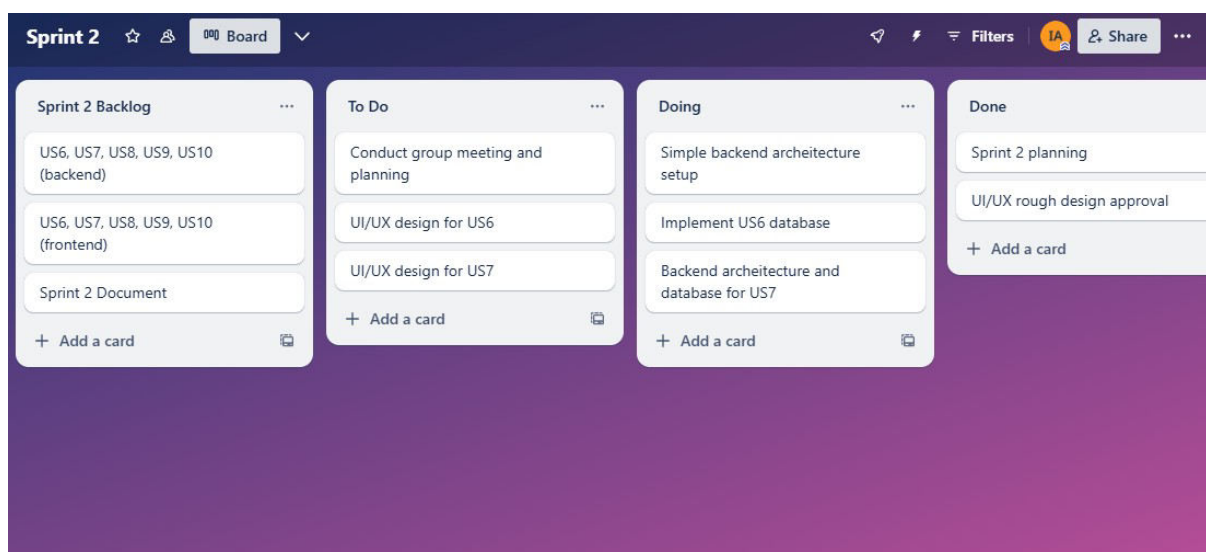 Sprint 2
Board
Filters
IA
Share
Sprint 2 Backlog
US6, US7, US8, US9, US10
(backend)
US6, US7, US8, US9, US10
(frontend)
Sprint 2 Document
+ Add a card
To Do
Conduct group meeting and
planning
UI/UX design for US6
UI/UX design for US7
+ Add a card
Doing
Simple backend archeitecture
setup
Implement US6 database
Backend archeitecture and
database for US7
+ Add a card
Done
Sprint 2 planning
UI/UX rough design approval
+ Add a card